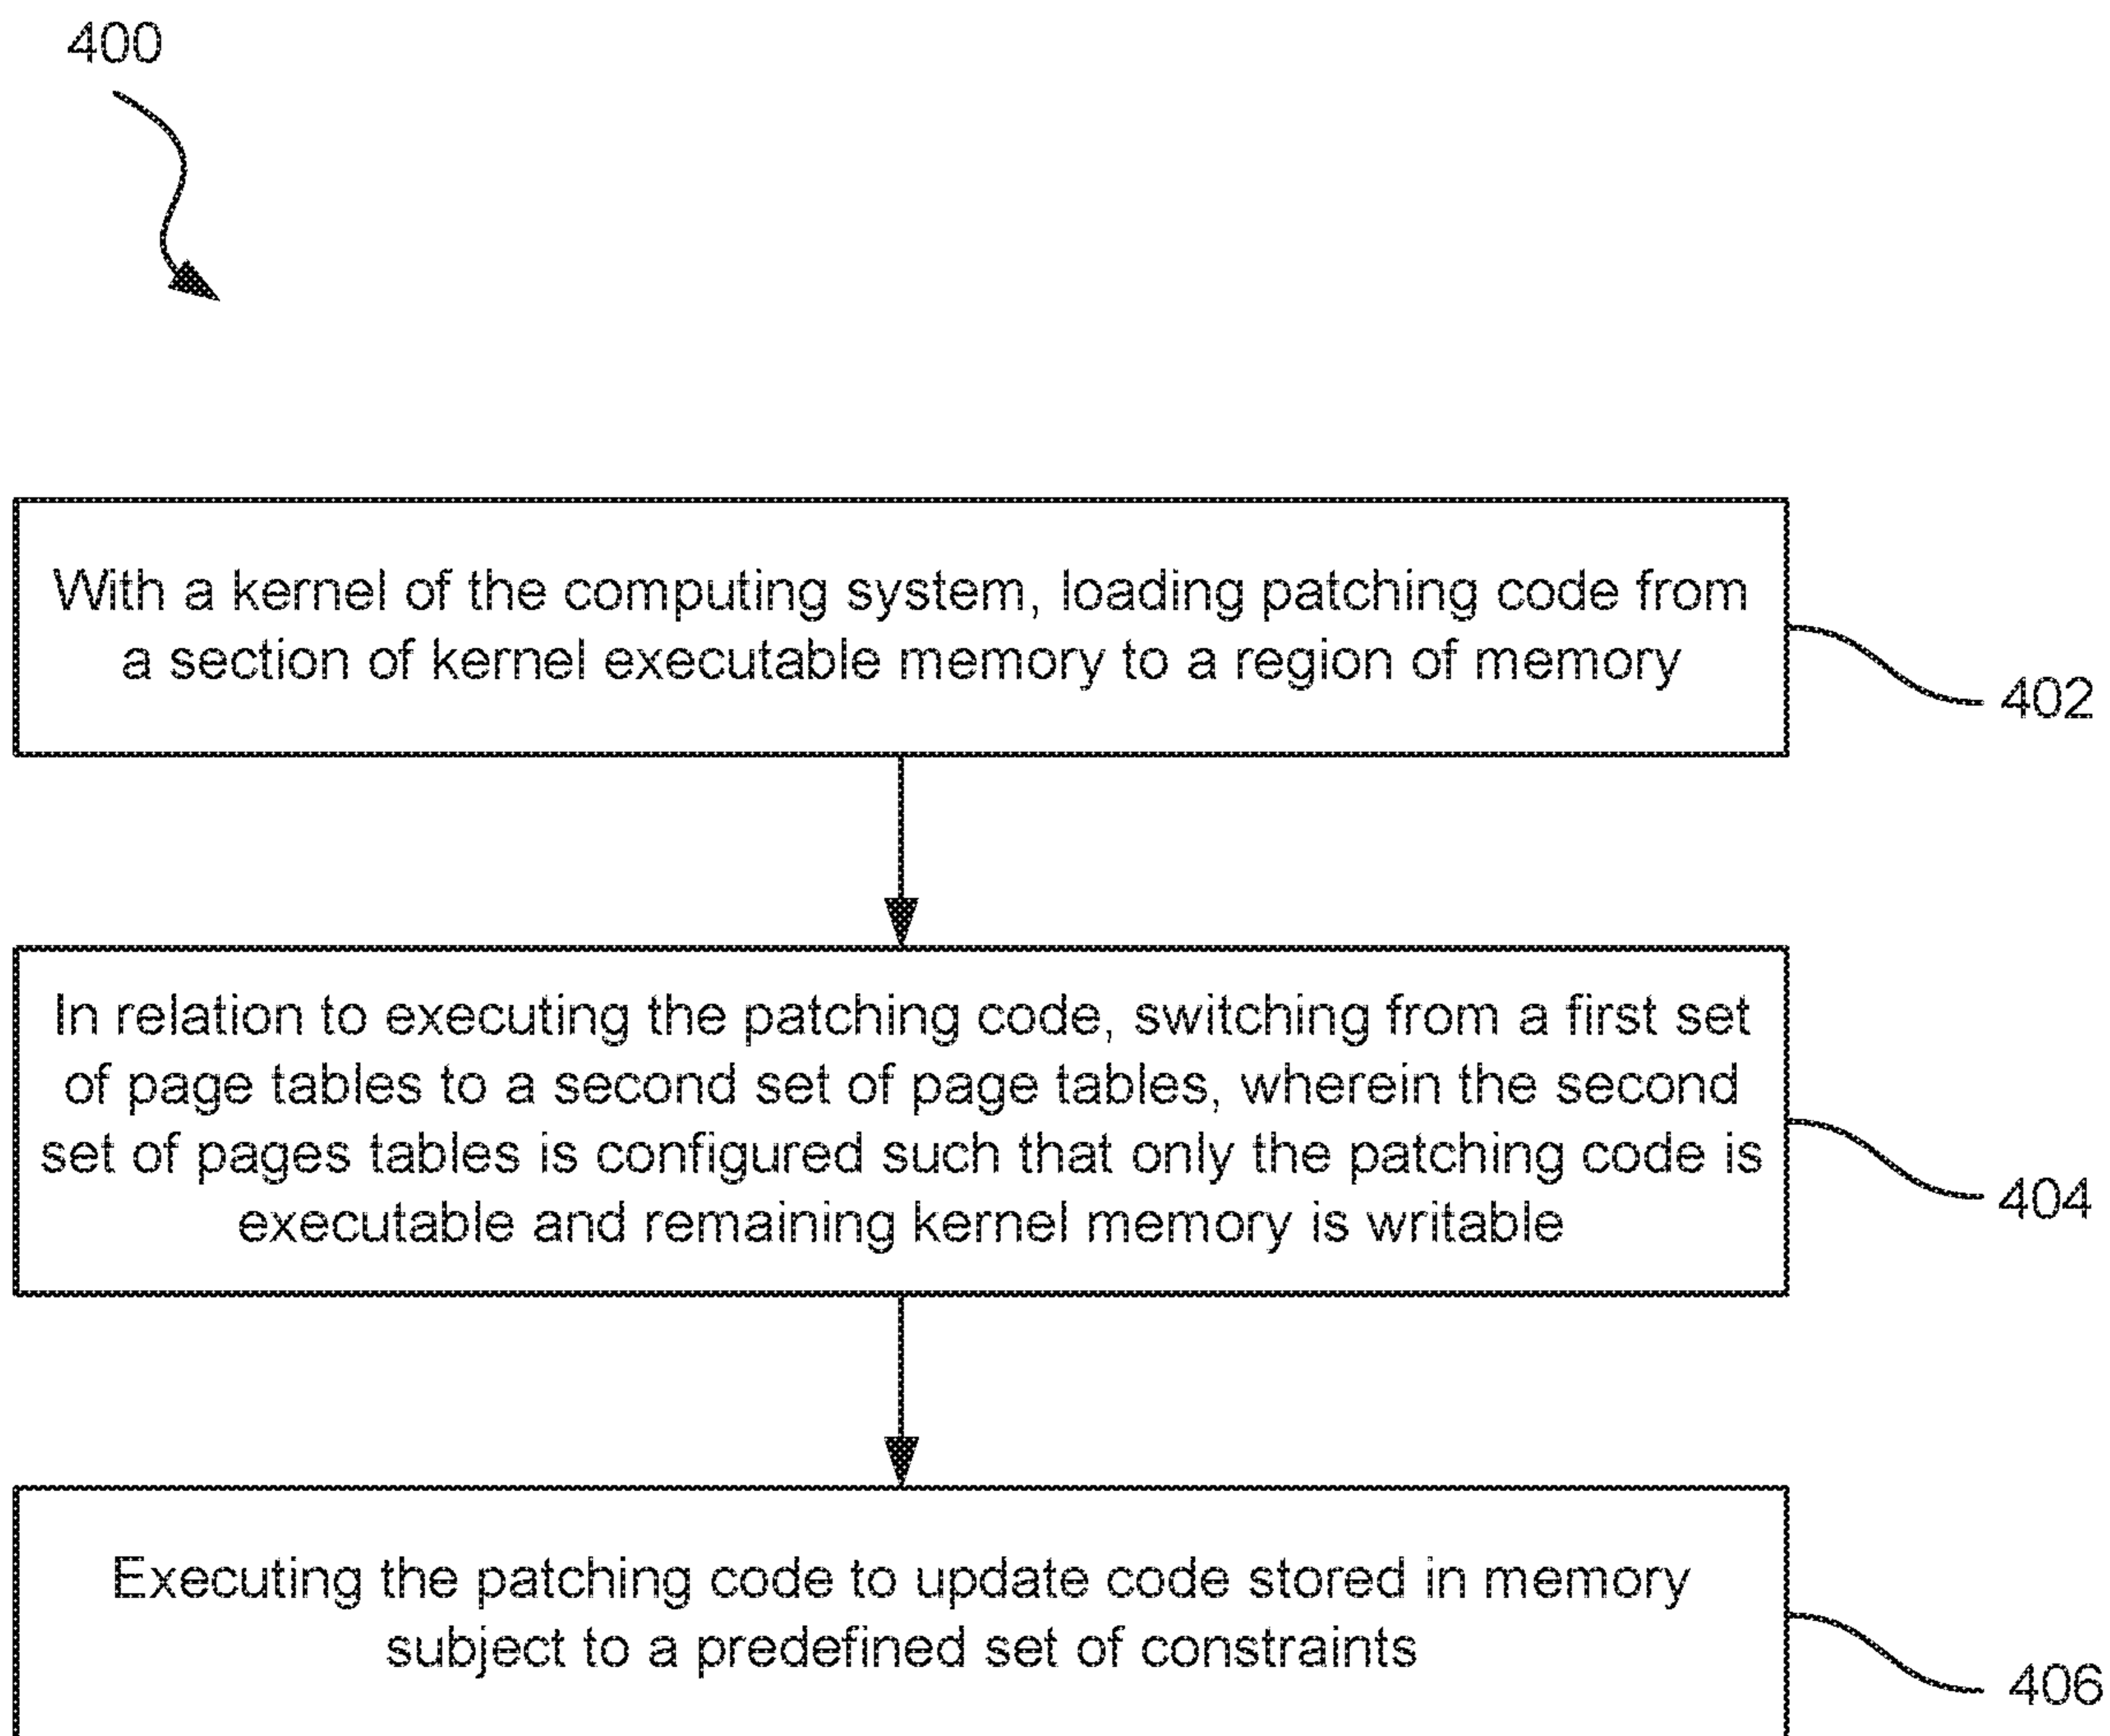 400
With a kernel of the computing system, loading patching code from
a section of kernel executable memory to a region of memory
402
In relation to executing the patching code, switching from a first set
of page tables to a second set of page tables, wherein the second
set of pages tables is configured such that only the patching code is
executable and remaining kernel memory is writable
404
Executing the patching code to update code stored in memory
subject to a predefined set of constraints
406